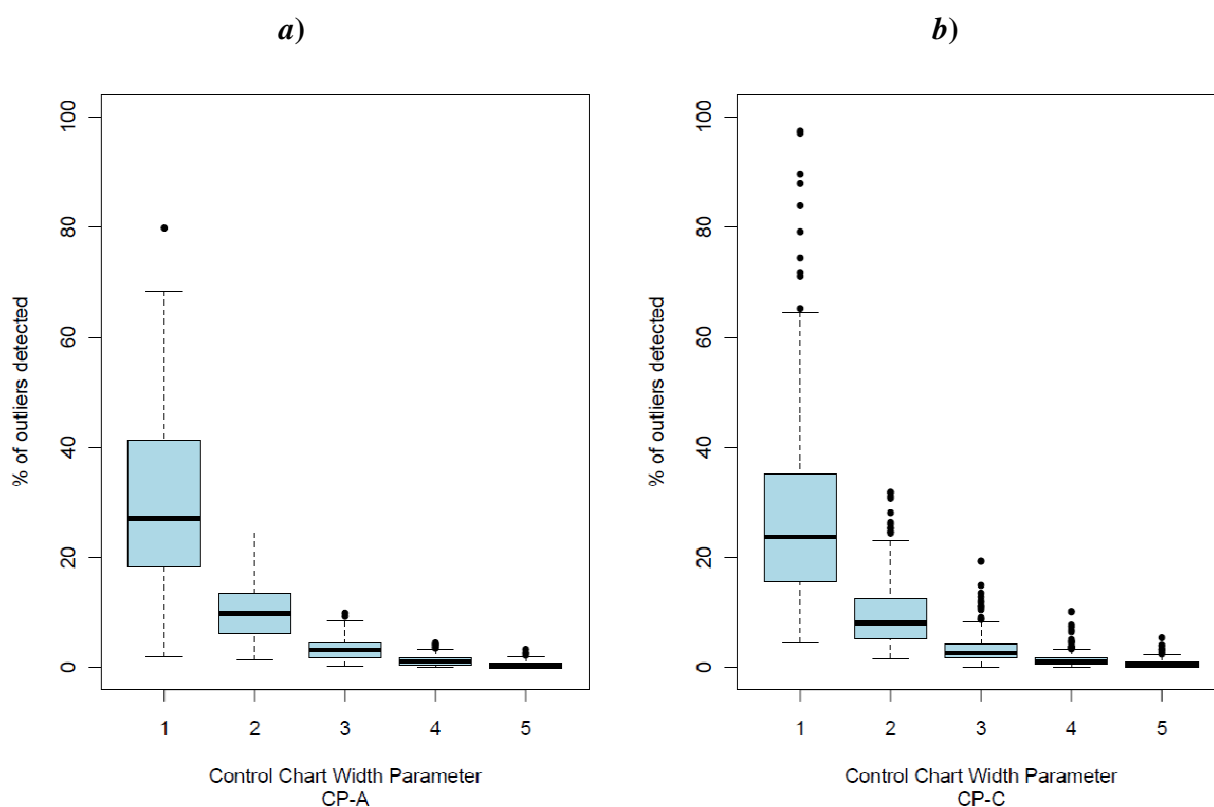 a)
b)
% of outliers detected
100
80
60
40
20
0
1 2 3 4 5
Control Chart Width Parameter
CP-A
% of outliers detected
100
80
60
40
20
0
1 2 3 4 5
Control Chart Width Parameter
CP-C